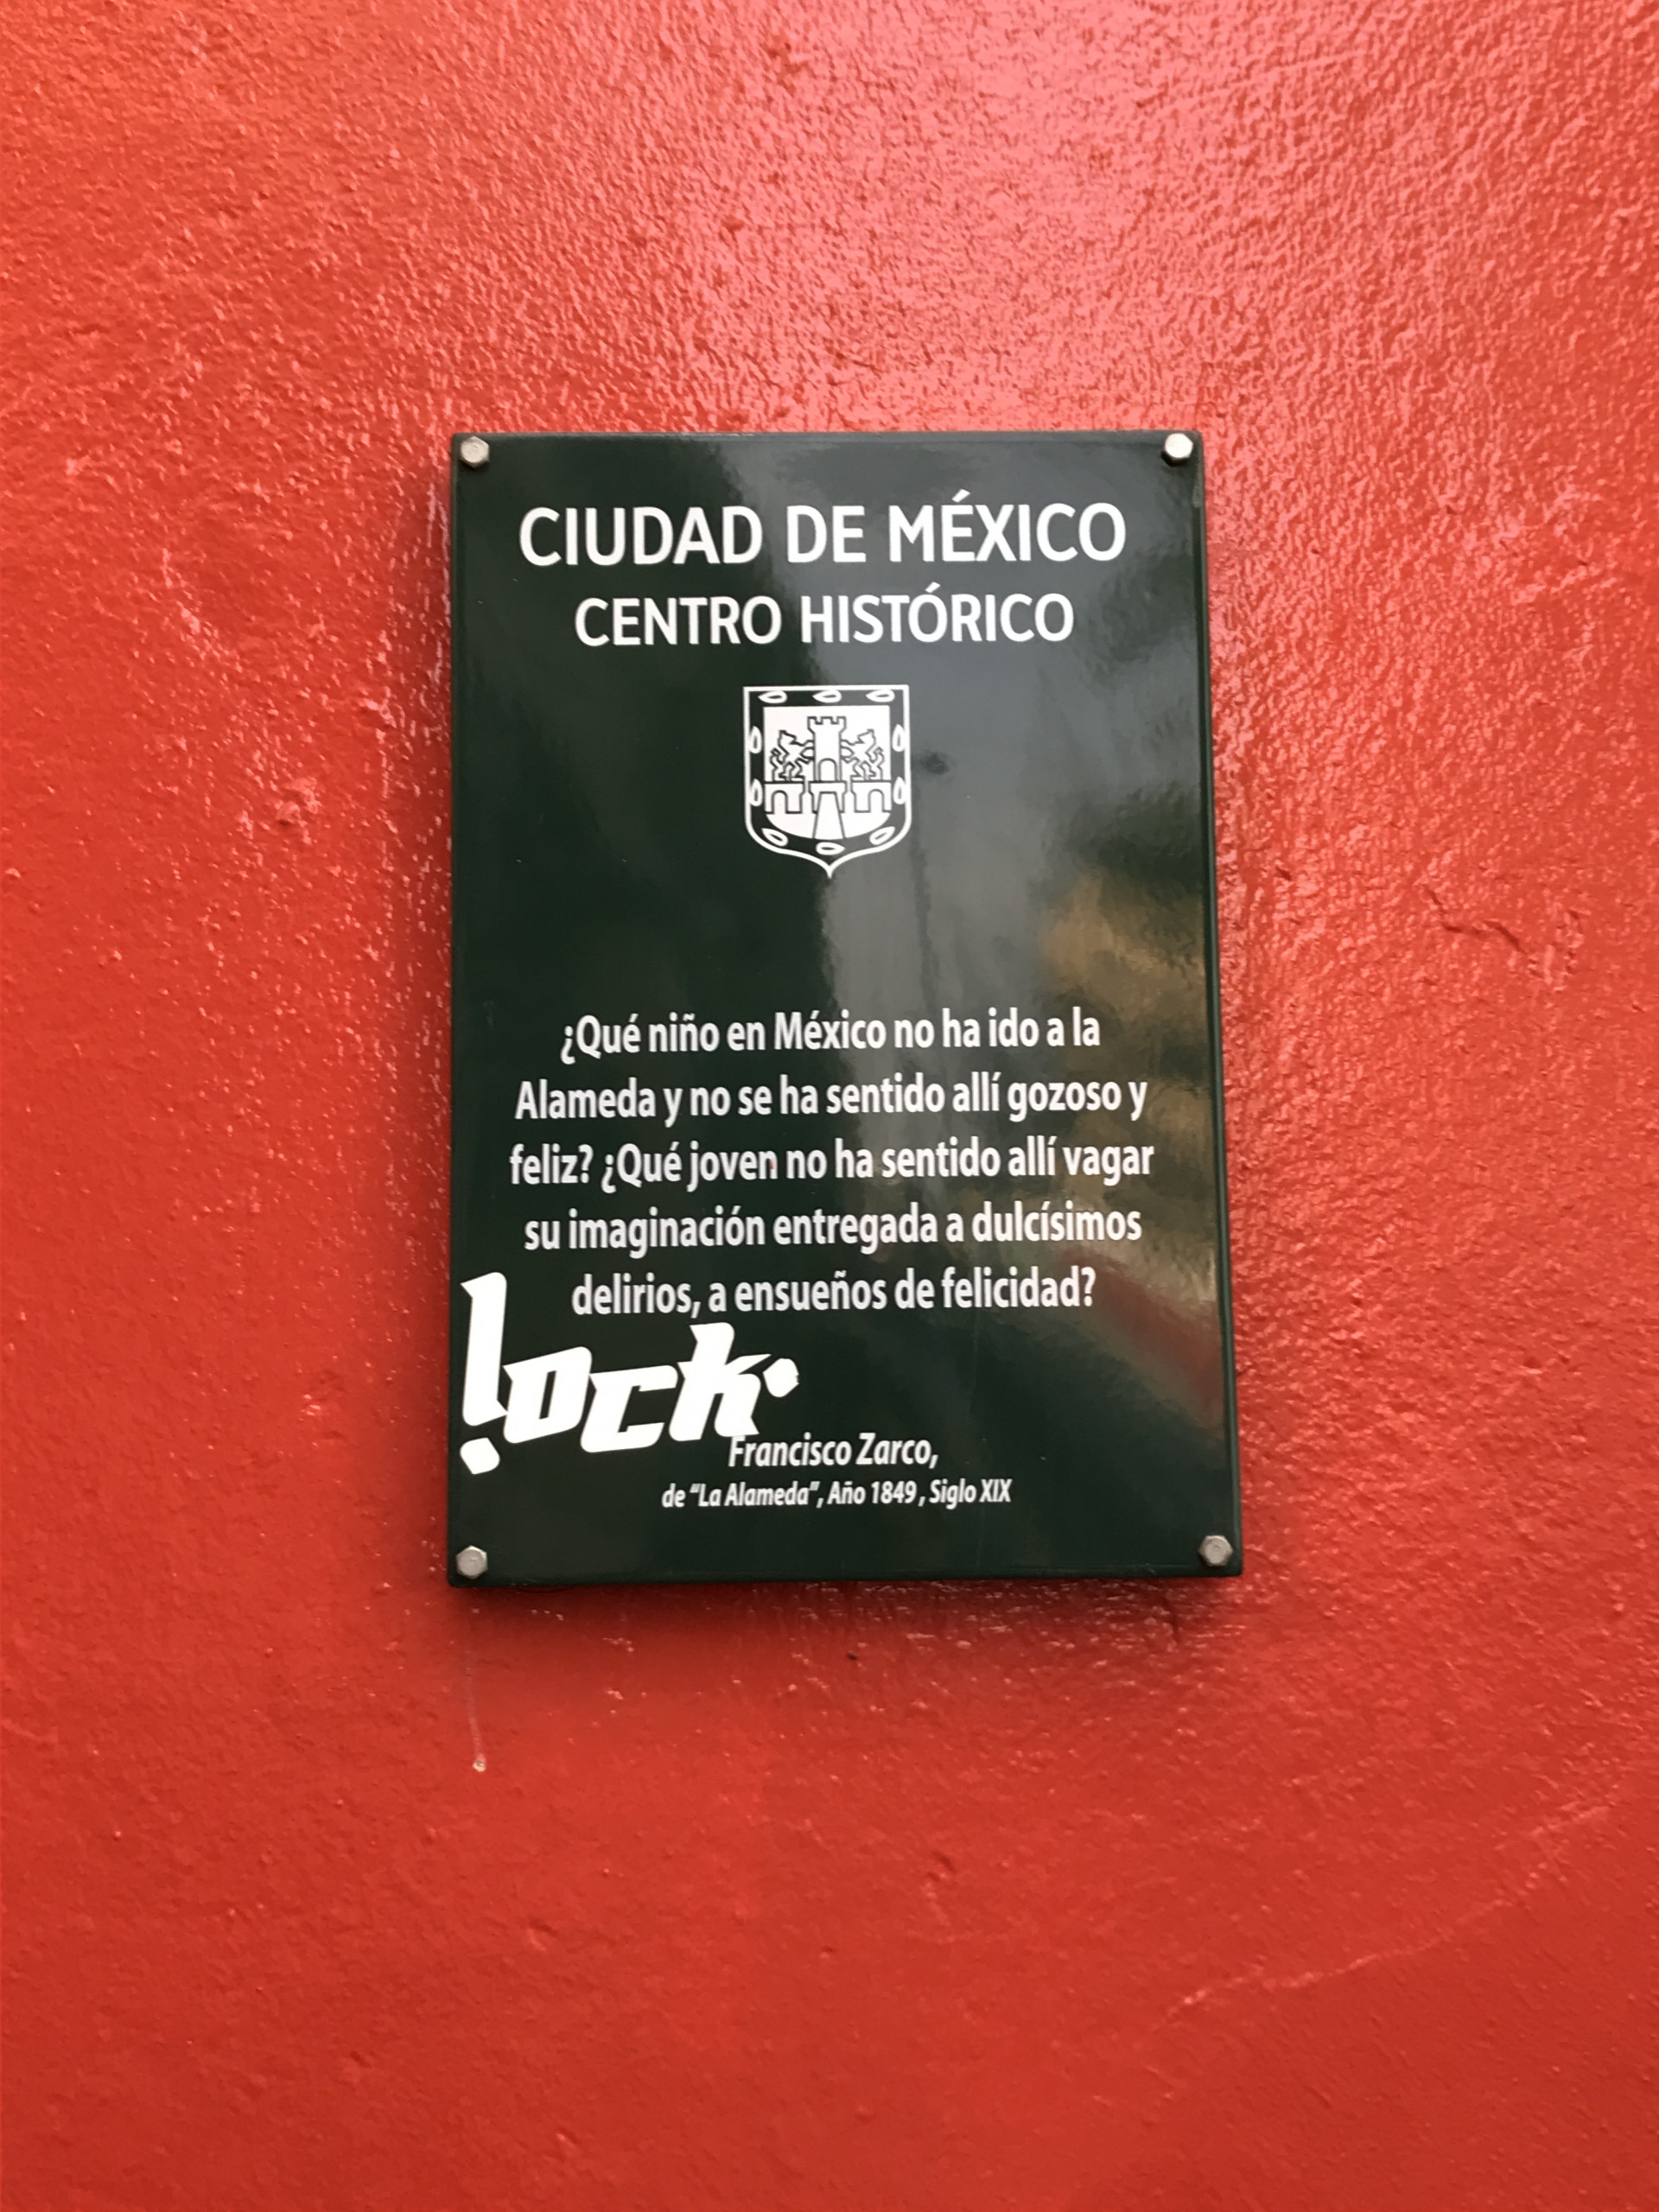 CIUDAD DE MÉXICO
CENTRO HISTÓRICO
¿Qué niño en México no ha ido a la
Alameda y no se ha sentido allí gozoso y
feliz? ¿Qué joven no ha sentido allí vagar
su imaginación entregada a dulcísimos
delirios, a ensueños de felicidad?
lock
Francisco Zarco,
de “La Alameda”, Año 1849 , Siglo XIX